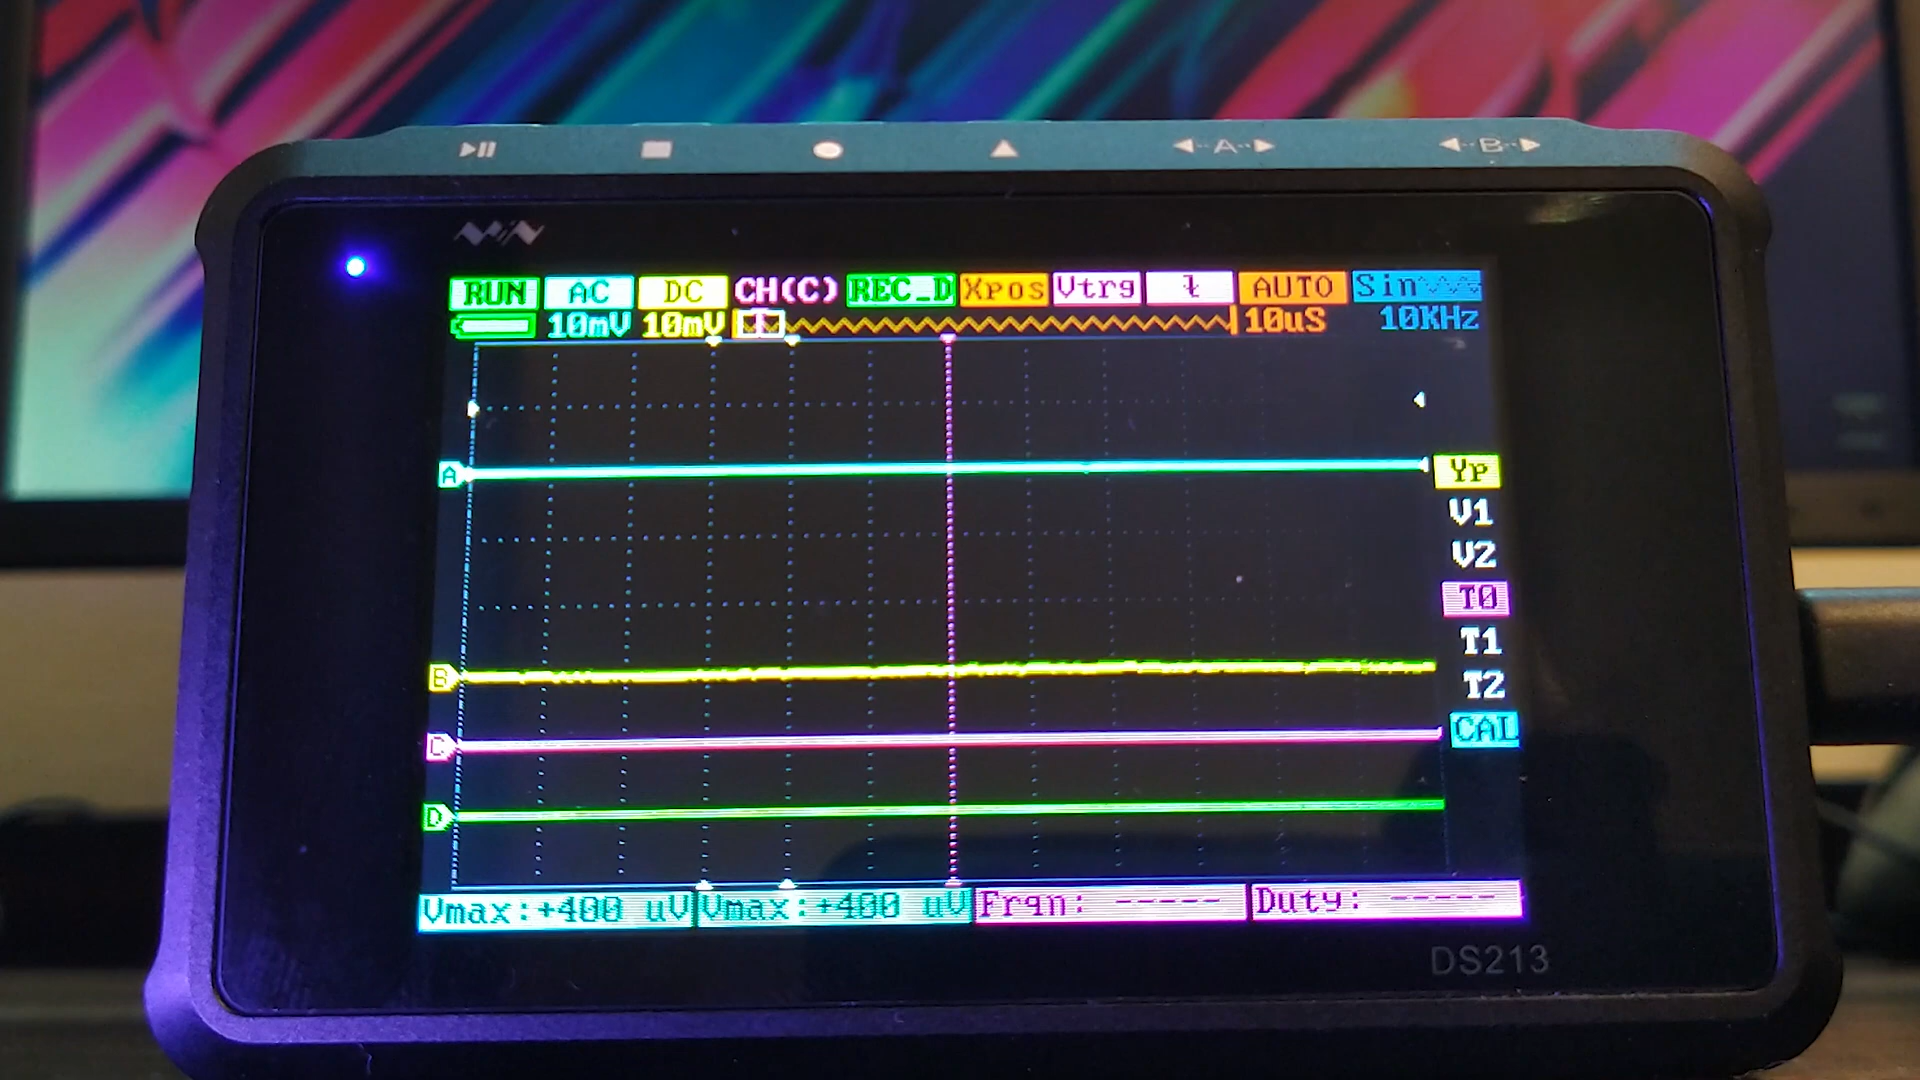 A B
MiNi
RUN AC DC CH(C) REC_D Xpos Vtrg AUTO Sin
10mV 10mV 10uS 10KHz
A
Yp
V1
V2
T0
T1
B
T2
C
CAL
D
Vmax:+400 uV Vmax:+400 uV Frqn: ----- Duty: -----
DS213